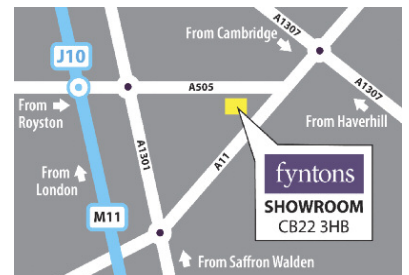 A1307
From Cambridge
J10
A505
A1307
From
Royston
From Haverhill
A1301
A11
From
London
fyntons
SHOWROOM
CB22 3HB
M11
From Saffron Walden